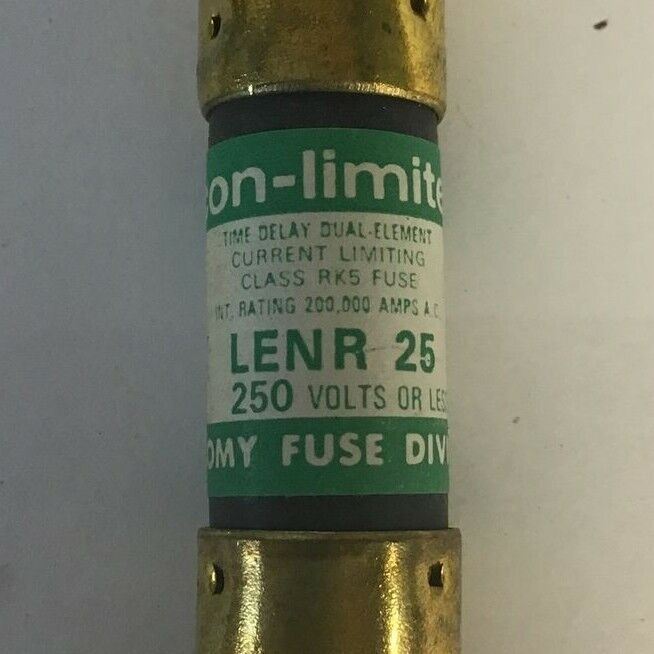 con-limite
TIME DELAY DUAL-ELEMENT
CURRENT LIMITING
CLASS RK5 FUSE
INT. RATING 200,000 AMPS A.C.
LENR 25
250 VOLTS OR LES
OMY FUSE DIV